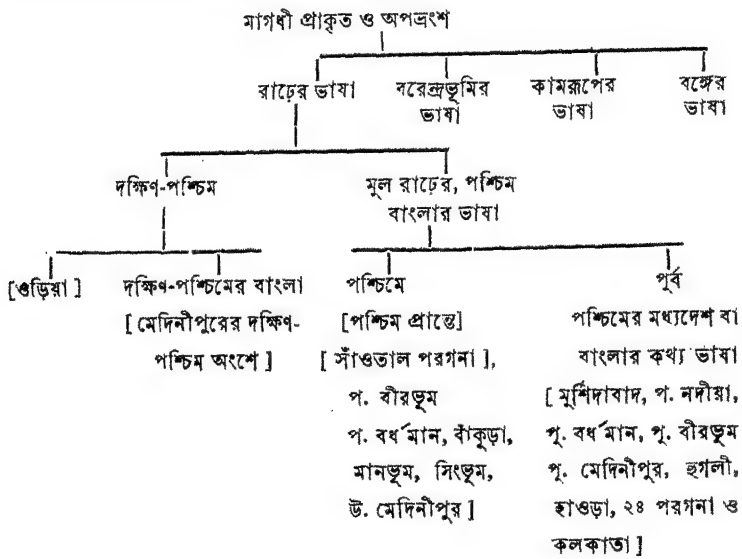 মাগধী প্রাকৃত ও অপভ্রংশ
রাঢ়ের ভাষা বরেন্দ্রভূমির ভাষা কামরূপের ভাষা বঙ্গের ভাষা
দক্ষিণ-পশ্চিম মূল রাঢ়ের, পশ্চিম
বাংলার ভাষা
[ওড়িয়া]
দক্ষিণ-পশ্চিমের বাংলা
[মেদিনীপুরের দক্ষিণ-
পশ্চিম অংশে]
পশ্চিমে
[পশ্চিম প্রান্তে]
[সাঁওতাল পরগনা],
প. বীরভূম
প. বর্ধমান, বাঁকুড়া,
মানভূম, সিংভূম,
উ. মেদিনীপুর]
পূর্ব
পশ্চিমের মধ্যদেশ বা
বাংলার কথ্য ভাষা
[মুর্শিদাবাদ, প. নদীয়া,
পূ. বর্ধমান, পূ. বীরভূম
পূ. মেদিনীপুর, হুগলী,
হাওড়া, ২৪ পরগনা ও
কলকাতা]